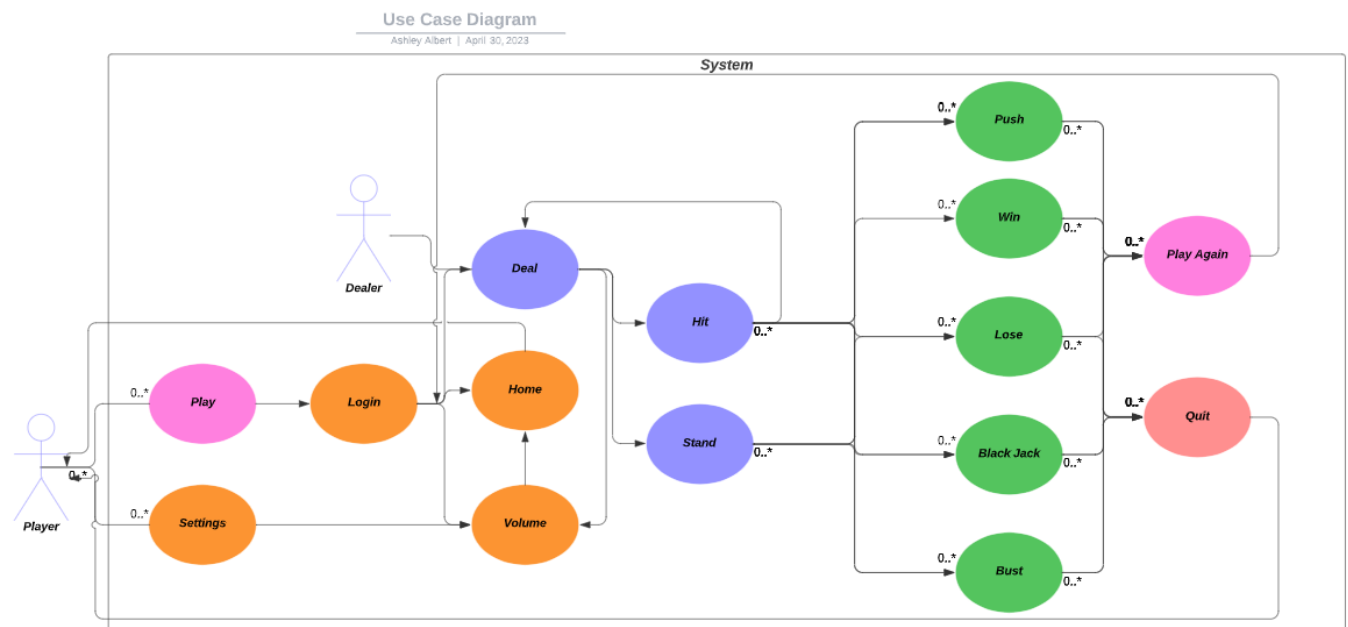 Use Case Diagram
Ashley Albert | April 30, 2023
System
0..*
Push
0..*
0..*
Win
0..*
Dealer
Deal
0..*
Play Again
Hit
0..*
0..*
Lose
0..*
0..*
Play
Login
Home
0..*
Quit
Stand
0..*
0..*
Black Jack
0..*
0..*
Player
0..*
Settings
Volume
0..*
Bust
0..*